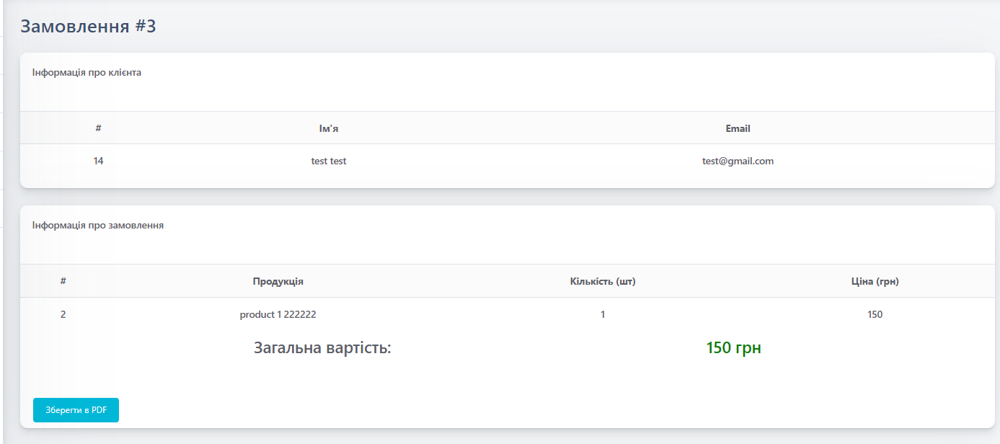 Замовлення #3
Інформація про клієнта
# Ім'я Email
14 test test test@gmail.com
Інформація про замовлення
# Продукція Кількість (шт) Ціна (грн)
2 product 1 222222 1 150
Загальна вартість: 150 грн
Зберегти в PDF